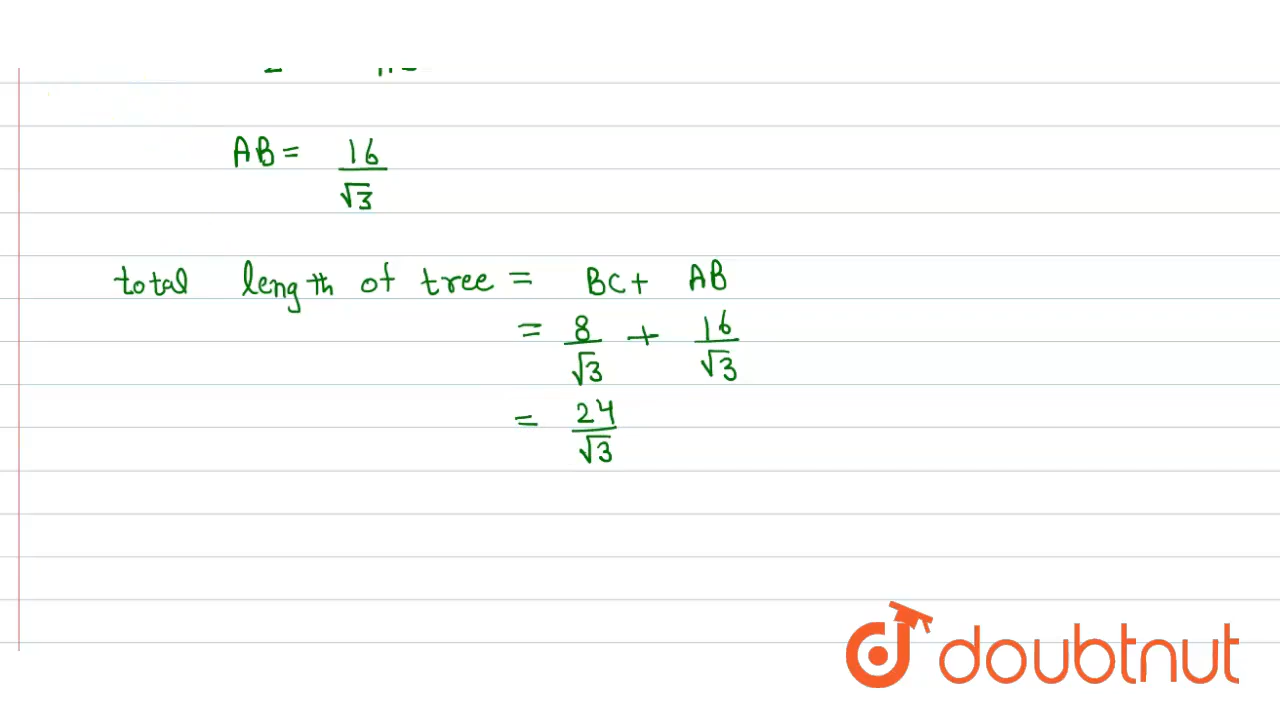 AB = 16/√3
total length of tree = BC + AB
= 8/√3 + 16/√3
= 24/√3
doubtnut